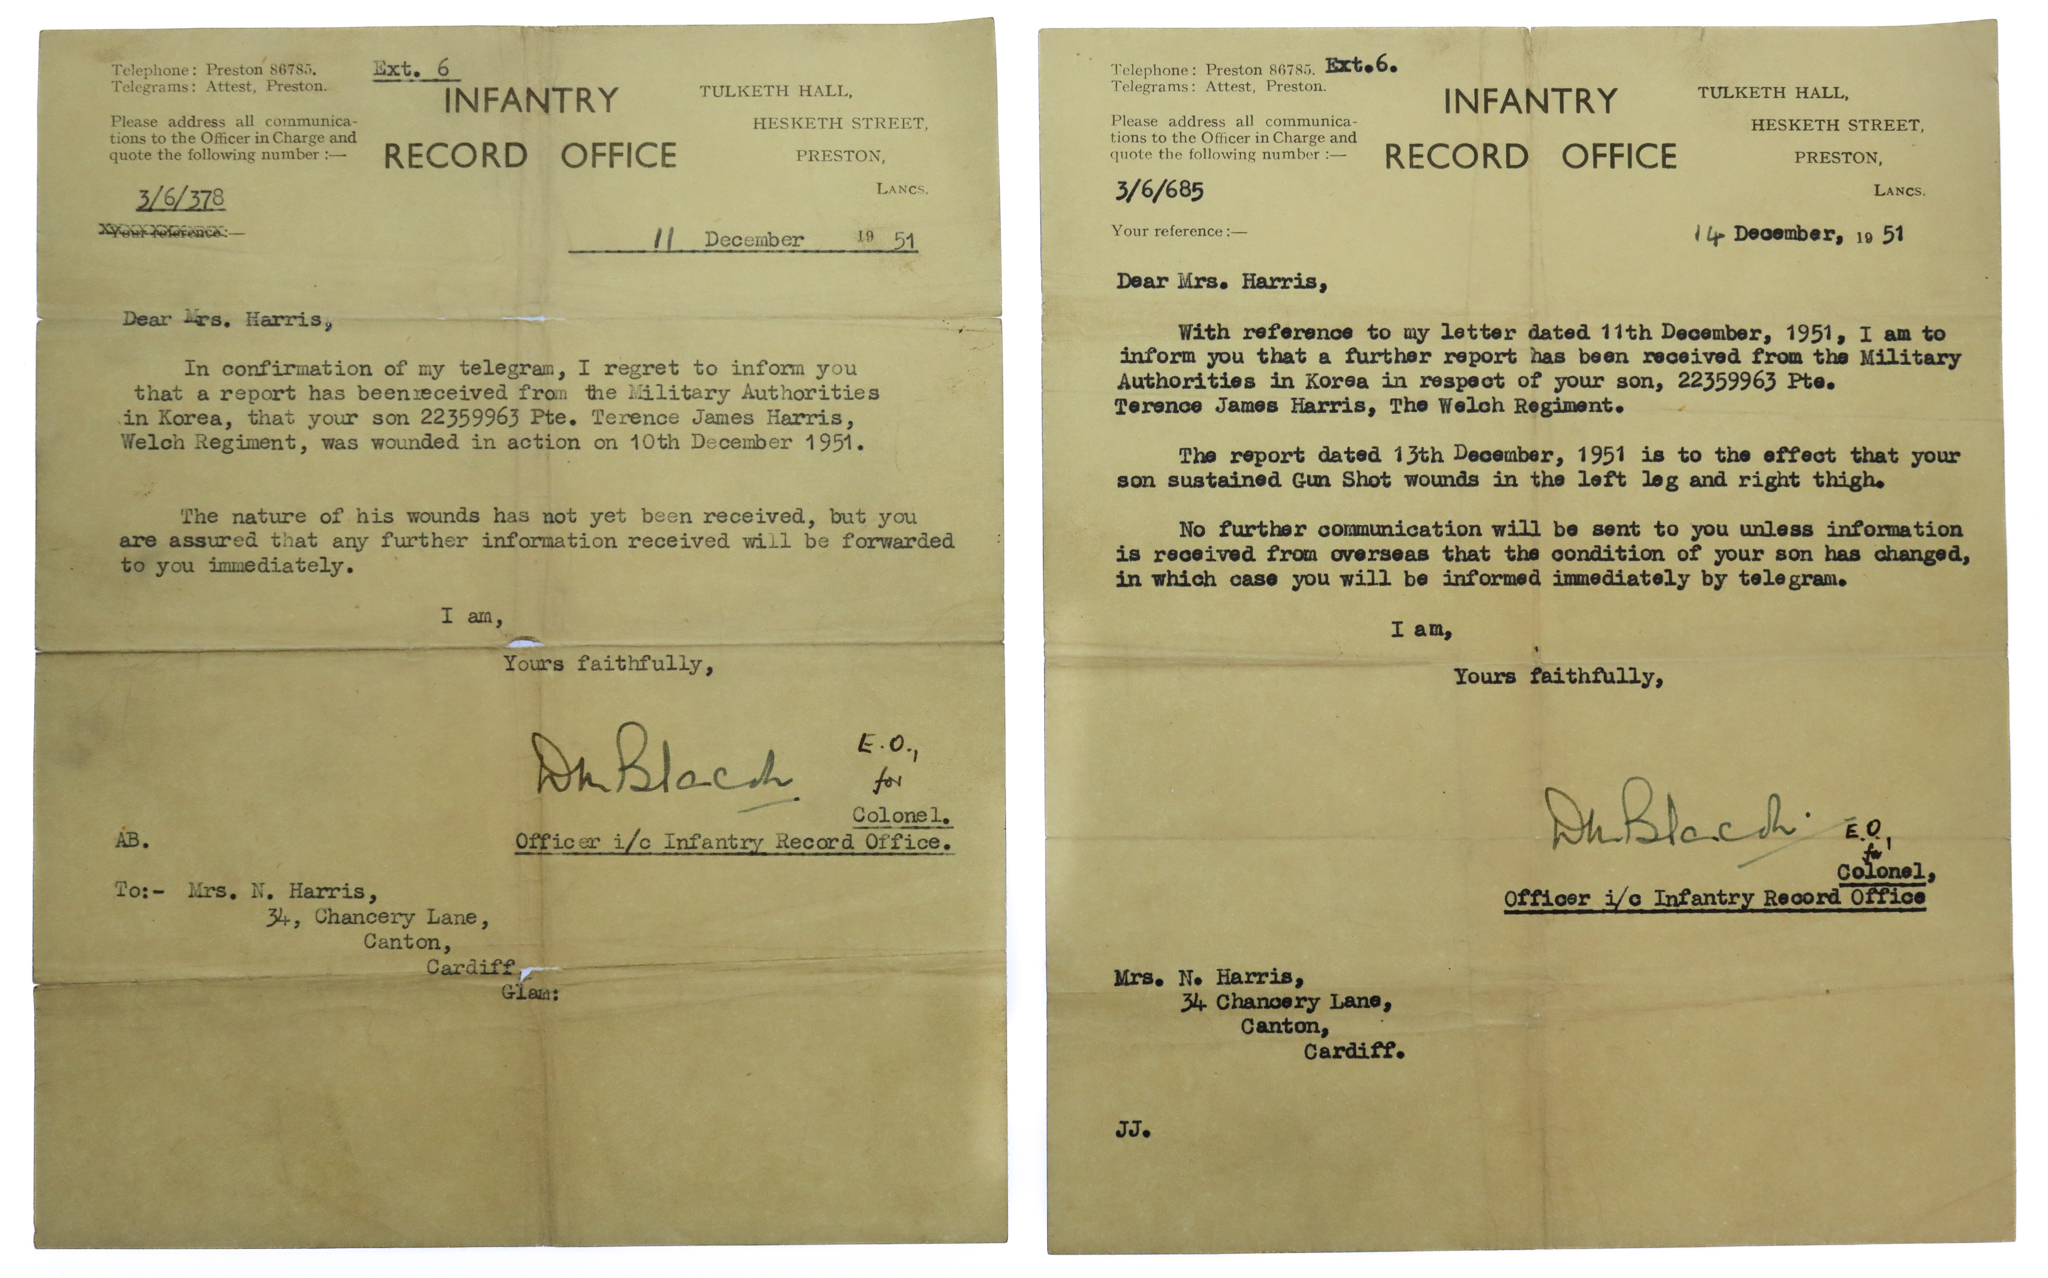 Telephone: Preston 86785. Ext. 6
Telegrams: Attest, Preston.
Please address all communica-
tions to the Officer in Charge and
quote the following number :—
3/6/378
Your reference:—
INFANTRY
RECORD OFFICE
TULKETH HALL,
HESKETH STREET,
PRESTON,
LANCS.
11 December 19 51
Dear Mrs. Harris,
In confirmation of my telegram, I regret to inform you
that a report has beenreceived from the Military Authorities
in Korea, that your son 22359963 Pte. Terence James Harris,
Welch Regiment, was wounded in action on 10th December 1951.
The nature of his wounds has not yet been received, but you
are assured that any further information received will be forwarded
to you immediately.
I am,
Yours faithfully,
E.O.,
for
Colonel.
Officer i/c Infantry Record Office.
AB.
To:- Mrs. N. Harris,
34, Chancery Lane,
Canton,
Cardiff,
Glam:
Telephone: Preston 86785. Ext.6.
Telegrams: Attest, Preston.
Please address all communica-
tions to the Officer in Charge and
quote the following number :—
3/6/685
Your reference:—
INFANTRY
RECORD OFFICE
TULKETH HALL,
HESKETH STREET,
PRESTON,
LANCS.
14 December, 19 51
Dear Mrs. Harris,
With reference to my letter dated 11th December, 1951, I am to
inform you that a further report has been received from the Military
Authorities in Korea in respect of your son, 22359963 Pte.
Terence James Harris, The Welch Regiment.
The report dated 13th December, 1951 is to the effect that your
son sustained Gun Shot wounds in the left leg and right thigh.
No further communication will be sent to you unless information
is received from overseas that the condition of your son has changed,
in which case you will be informed immediately by telegram.
I am,
Yours faithfully,
E.O.,
for
Colonel,
Officer i/c Infantry Record Office
Mrs. N. Harris,
34 Chancery Lane,
Canton,
Cardiff.
JJ.